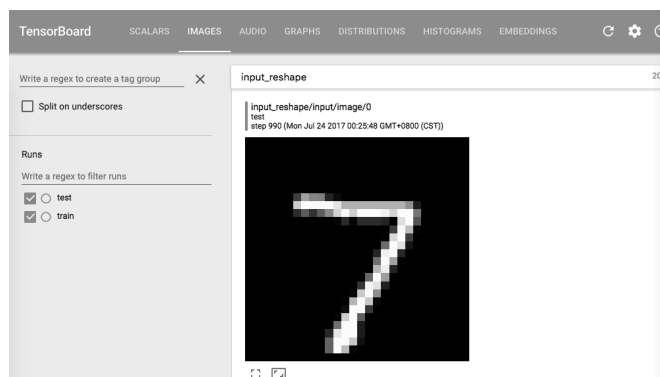 TensorBoard SCALARS IMAGES AUDIO GRAPHS DISTRIBUTIONS HISTOGRAMS EMBEDDINGS
Write a regex to create a tag group
Split on underscores
Runs
Write a regex to filter runs
test
train
input_reshape 20
input_reshape/input/image/0
test
step 990 (Mon Jul 24 2017 00:25:48 GMT+0800 (CST))
7